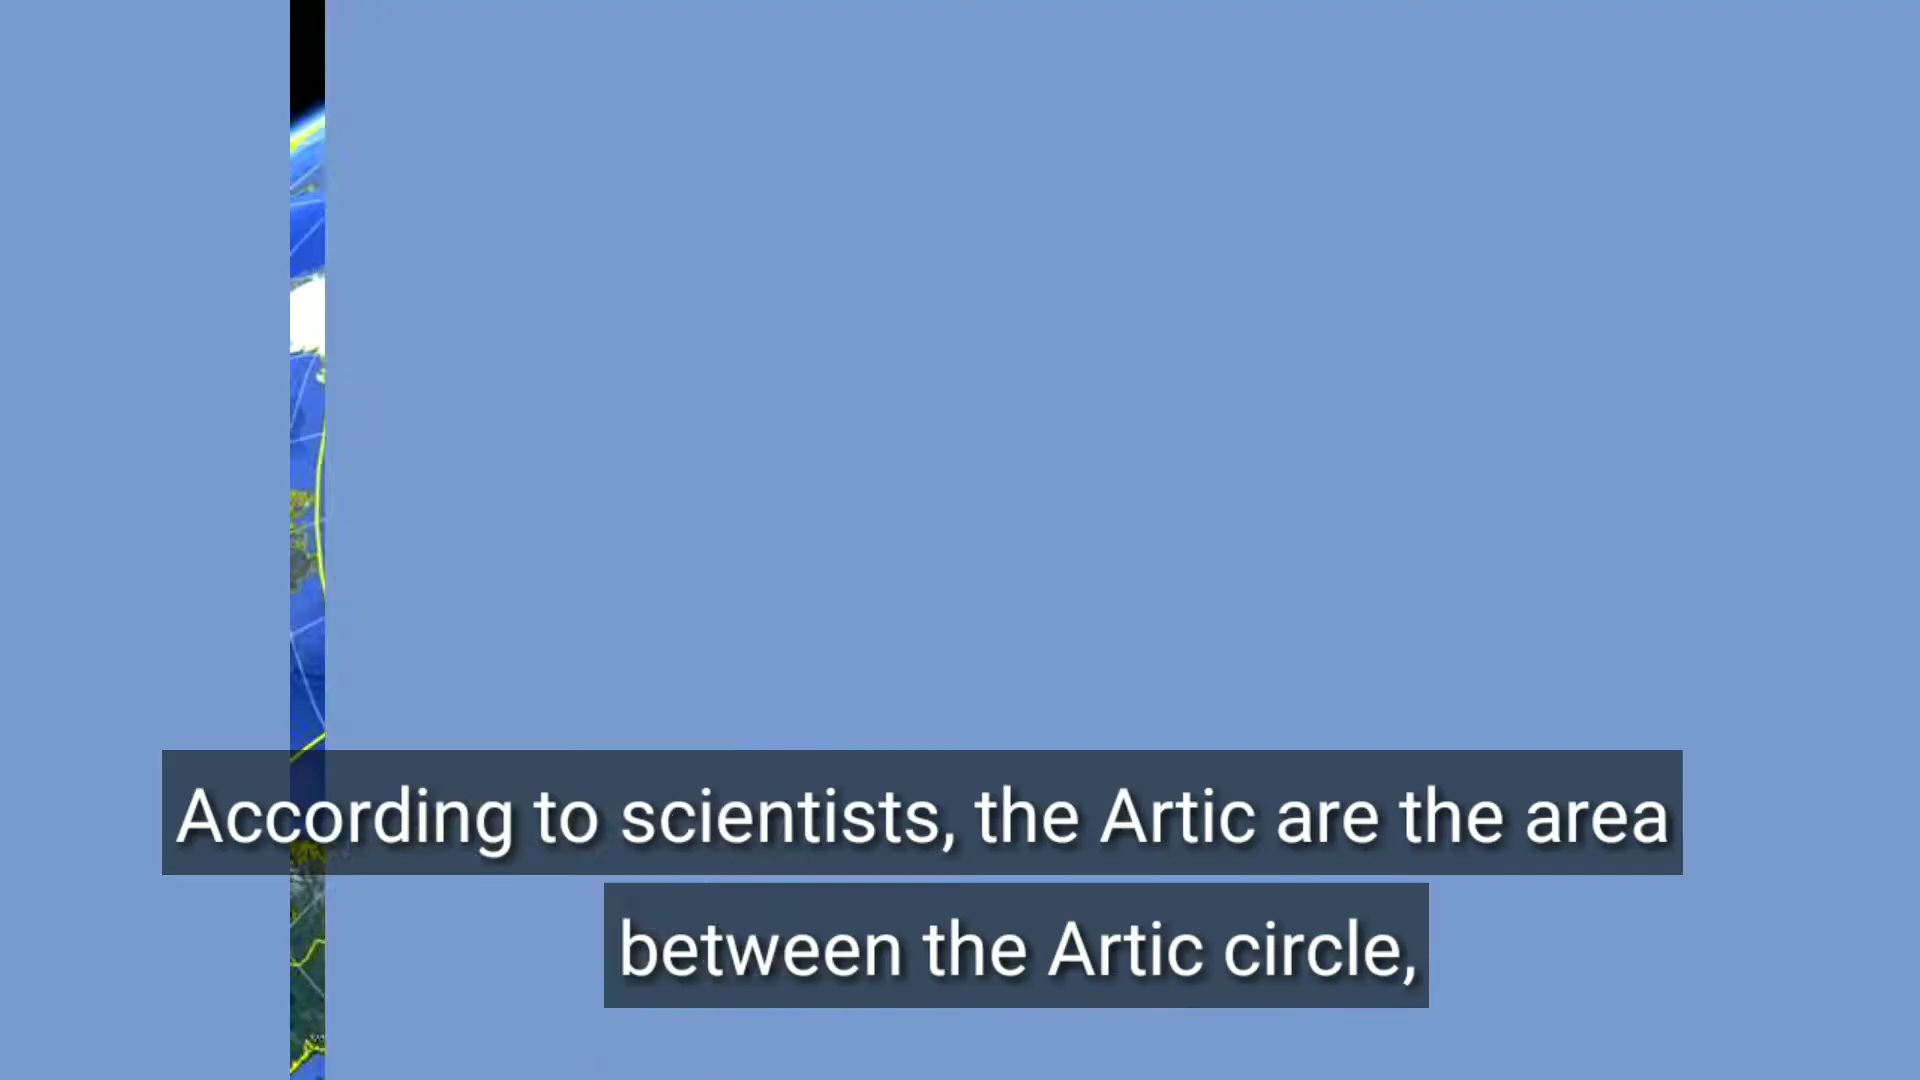 According to scientists, the Artic are the area
between the Artic circle,